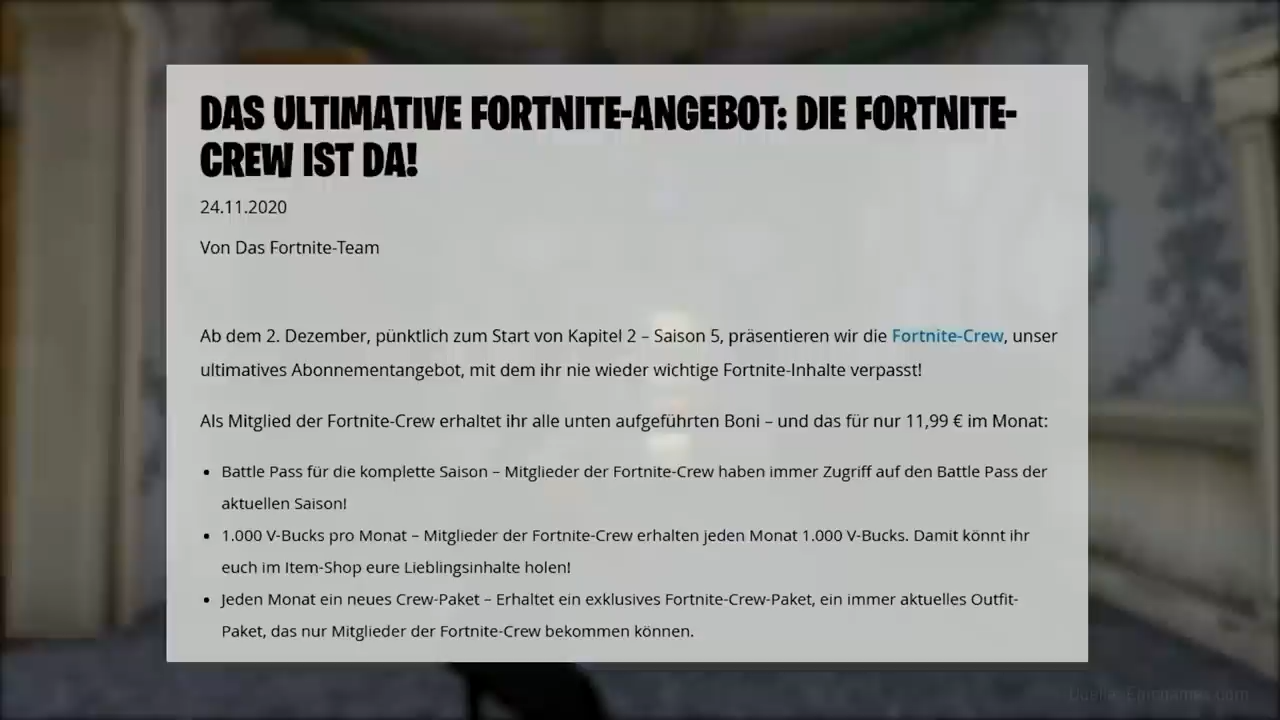 DAS ULTIMATIVE FORTNITE-ANGEBOT: DIE FORTNITE-
CREW IST DA!
24.11.2020
Von Das Fortnite-Team
Ab dem 2. Dezember, pünktlich zum Start von Kapitel 2 – Saison 5, präsentieren wir die Fortnite-Crew, unser
ultimatives Abonnementangebot, mit dem ihr nie wieder wichtige Fortnite-Inhalte verpasst!
Als Mitglied der Fortnite-Crew erhaltet ihr alle unten aufgeführten Boni – und das für nur 11,99 € im Monat:
• Battle Pass für die komplette Saison – Mitglieder der Fortnite-Crew haben immer Zugriff auf den Battle Pass der
aktuellen Saison!
• 1.000 V-Bucks pro Monat – Mitglieder der Fortnite-Crew erhalten jeden Monat 1.000 V-Bucks. Damit könnt ihr
euch im Item-Shop eure Lieblingsinhalte holen!
• Jeden Monat ein neues Crew-Paket – Erhaltet ein exklusives Fortnite-Crew-Paket, ein immer aktuelles Outfit-
Paket, das nur Mitglieder der Fortnite-Crew bekommen können.